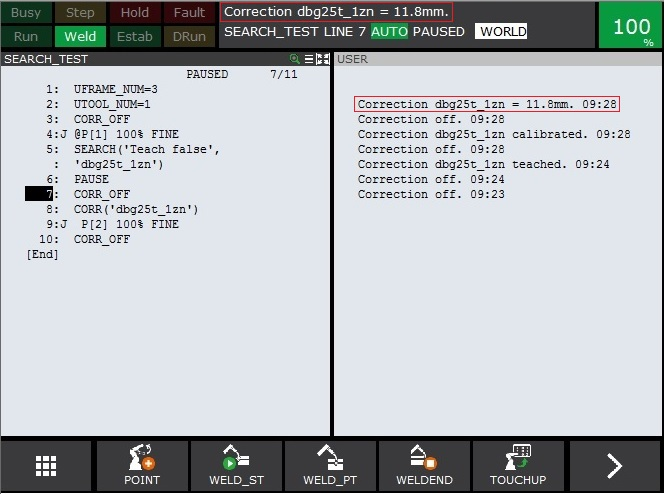 Busy Step Hold Fault
Run Weld Estab DRun
Correction dbg25t_1zn = 11.8mm.
SEARCH_TEST LINE 7 AUTO PAUSED WORLD
100 %
SEARCH_TEST
PAUSED 7/11
1: UFRAME_NUM=3
2: UTOOL_NUM=1
3: CORR_OFF
4:J @P[1] 100% FINE
5: SEARCH('Teach false',
: 'dbg25t_1zn')
6: PAUSE
7: CORR_OFF
8: CORR('dbg25t_1zn')
9:J P[2] 100% FINE
10: CORR_OFF
[End]
USER
Correction dbg25t_1zn = 11.8mm. 09:28
Correction off. 09:28
Correction dbg25t_1zn calibrated. 09:28
Correction off. 09:28
Correction dbg25t_1zn teached. 09:24
Correction off. 09:24
Correction off. 09:23
POINT WELD_ST WELD_PT WELDEND TOUCHUP